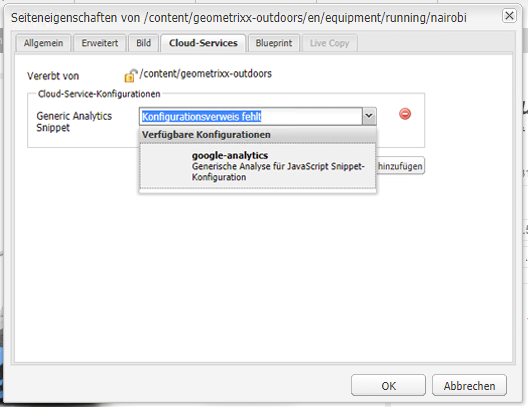 Seiteneigenschaften von /content/geometrixx-outdoors/en/equipment/running/nairobi
Allgemein Erweitert Bild Cloud-Services Blueprint Live Copy
Vererbt von /content/geometrixx-outdoors
Cloud-Service-Konfigurationen
Generic Analytics
Snippet
Konfigurationsverweis fehlt
Verfügbare Konfigurationen
google-analytics
Generische Analyse für JavaScript Snippet-
Konfiguration
hinzufügen
OK Abbrechen